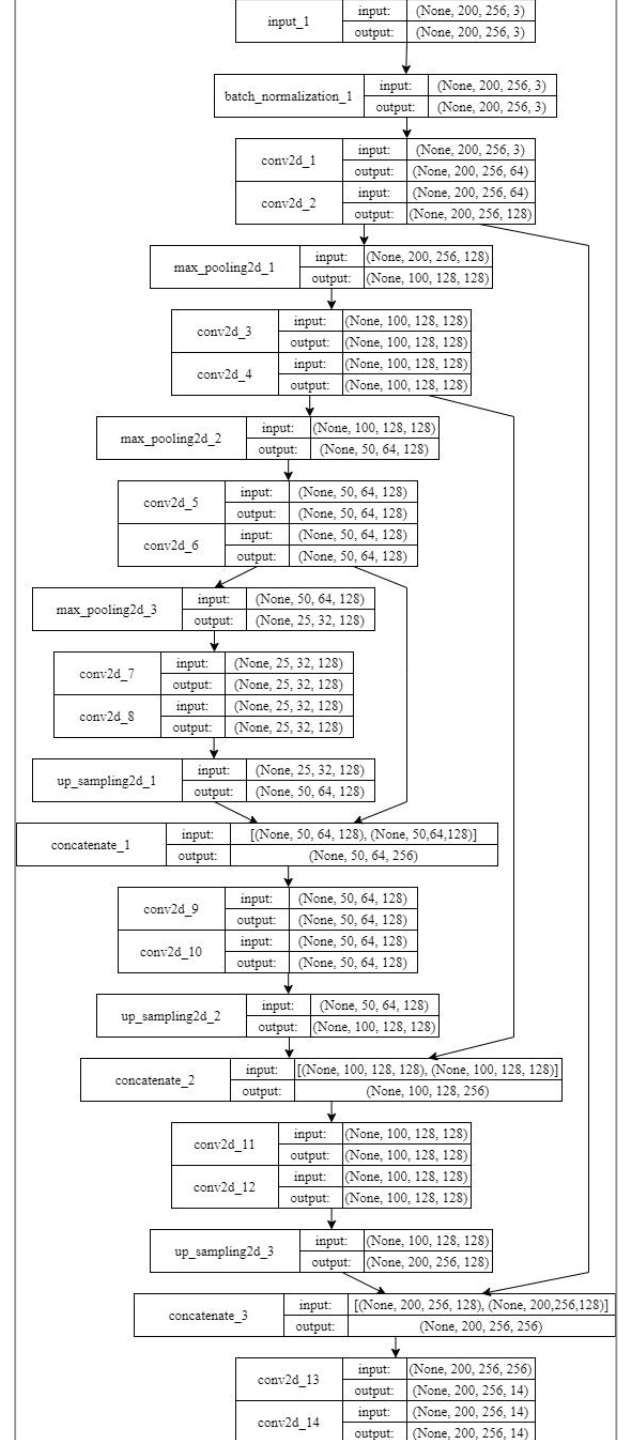 input_1 input: (None, 200, 256, 3)
output: (None, 200, 256, 3)
batch_normalization_1 input: (None, 200, 256, 3)
output: (None, 200, 256, 3)
conv2d_1 input: (None, 200, 256, 3)
output: (None, 200, 256, 64)
conv2d_2 input: (None, 200, 256, 64)
output: (None, 200, 256, 128)
max_pooling2d_1 input: (None, 200, 256, 128)
output: (None, 100, 128, 128)
conv2d_3 input: (None, 100, 128, 128)
output: (None, 100, 128, 128)
conv2d_4 input: (None, 100, 128, 128)
output: (None, 100, 128, 128)
max_pooling2d_2 input: (None, 100, 128, 128)
output: (None, 50, 64, 128)
conv2d_5 input: (None, 50, 64, 128)
output: (None, 50, 64, 128)
conv2d_6 input: (None, 50, 64, 128)
output: (None, 50, 64, 128)
max_pooling2d_3 input: (None, 50, 64, 128)
output: (None, 25, 32, 128)
conv2d_7 input: (None, 25, 32, 128)
output: (None, 25, 32, 128)
conv2d_8 input: (None, 25, 32, 128)
output: (None, 25, 32, 128)
up_sampling2d_1 input: (None, 25, 32, 128)
output: (None, 50, 64, 128)
concatenate_1 input: [(None, 50, 64, 128), (None, 50,64,128)]
output: (None, 50, 64, 256)
conv2d_9 input: (None, 50, 64, 128)
output: (None, 50, 64, 128)
conv2d_10 input: (None, 50, 64, 128)
output: (None, 50, 64, 128)
up_sampling2d_2 input: (None, 50, 64, 128)
output: (None, 100, 128, 128)
concatenate_2 input: [(None, 100, 128, 128), (None, 100, 128, 128)]
output: (None, 100, 128, 256)
conv2d_11 input: (None, 100, 128, 128)
output: (None, 100, 128, 128)
conv2d_12 input: (None, 100, 128, 128)
output: (None, 100, 128, 128)
up_sampling2d_3 input: (None, 100, 128, 128)
output: (None, 200, 256, 128)
concatenate_3 input: [(None, 200, 256, 128), (None, 200,256,128)]
output: (None, 200, 256, 256)
conv2d_13 input: (None, 200, 256, 256)
output: (None, 200, 256, 14)
conv2d_14 input: (None, 200, 256, 14)
output: (None, 200, 256, 14)